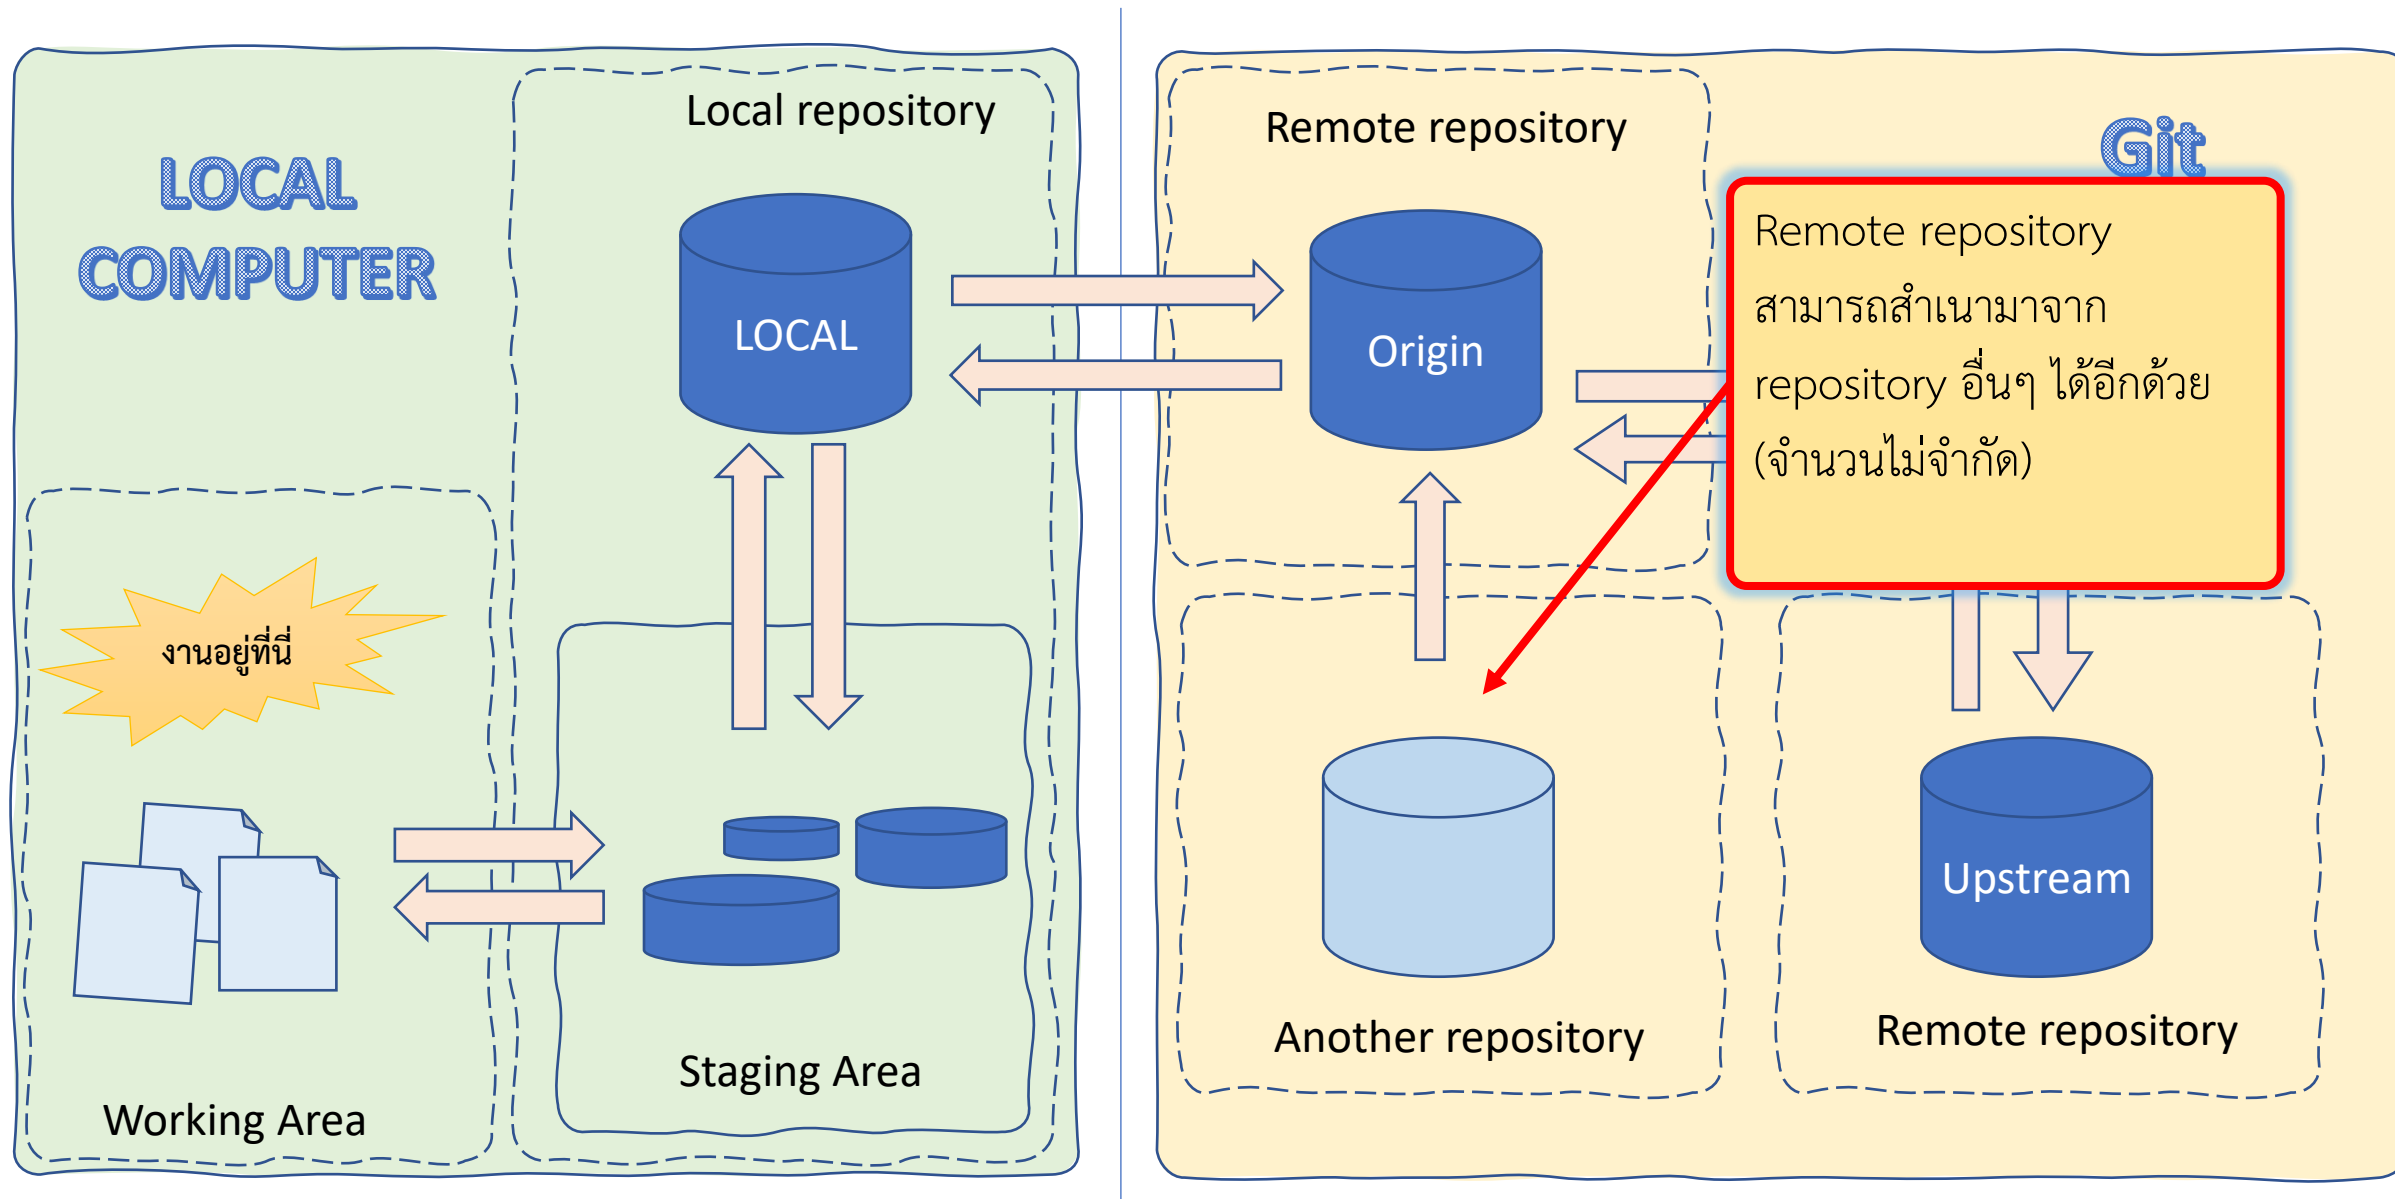 LOCAL
COMPUTER
Local repository
LOCAL
งานอยู่ที่นี่
Working Area
Staging Area
Remote repository
Origin
Git
Remote repository
สามารถสำเนามาจาก
repository อื่นๆ ได้อีกด้วย
(จำนวนไม่จำกัด)
Another repository
Upstream
Remote repository